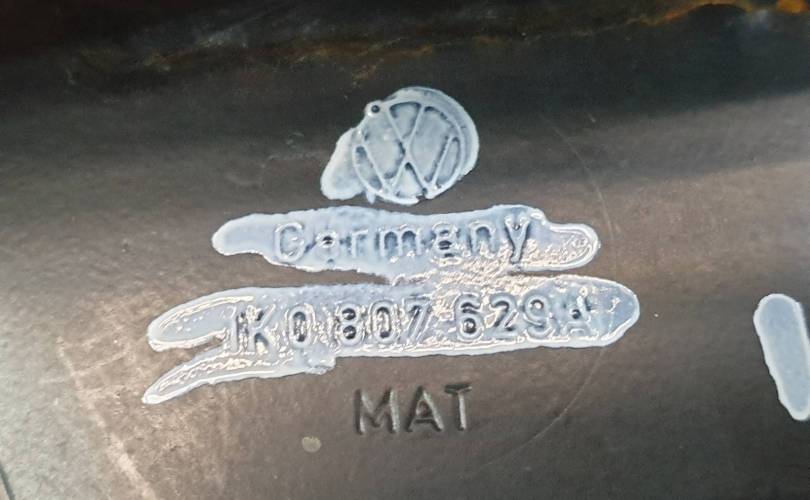 VW
Germany
1K0 807 629A
MAT